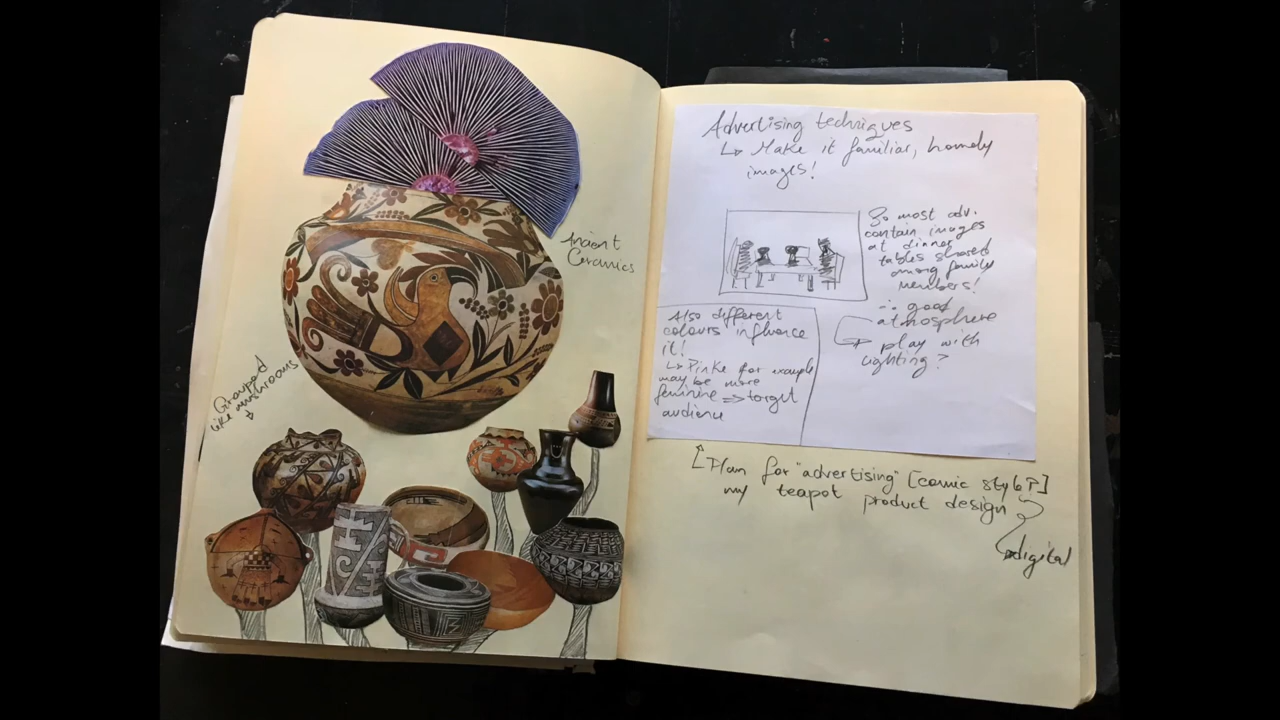 Ancient
Ceramics
Grouped
like mushrooms
Advertising techniques
↳ Make it familiar, homely
images!
So most adv.
contain images
at dinner
tables shared
among family
members!
∴ good
atmosphere
↳ play with
lighting?
Also different
colours influence
it!
↳ Pinke for example
may be more
feminine ⇒ target
audience
Plan for "advertising" [comic style?]
my teapot product design
digital